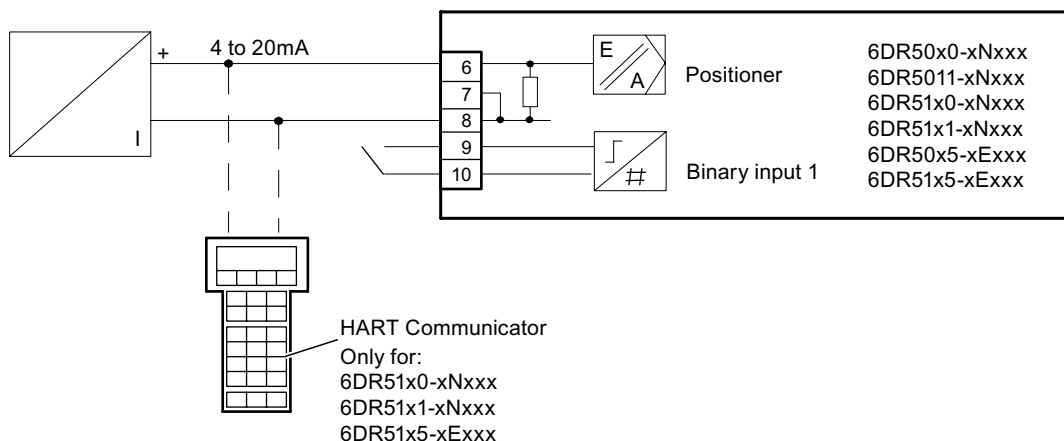 +
4 to 20mA
I
6
7
8
9
10
E
A
Positioner
Binary input 1
#
6DR50x0-xNxxx
6DR5011-xNxxx
6DR51x0-xNxxx
6DR51x1-xNxxx
6DR50x5-xExxx
6DR51x5-xExxx
HART Communicator
Only for:
6DR51x0-xNxxx
6DR51x1-xNxxx
6DR51x5-xExxx